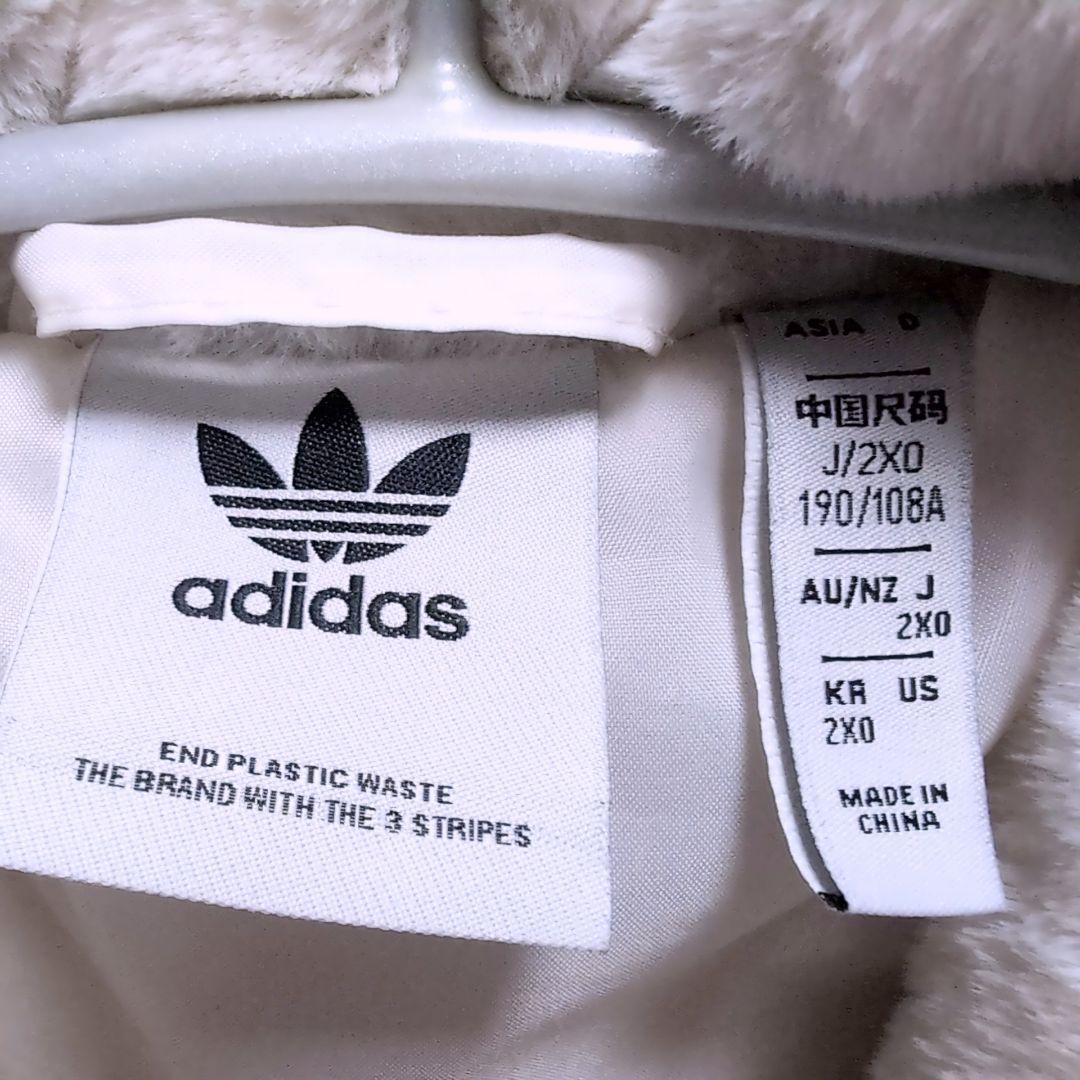 adidas
END PLASTIC WASTE
THE BRAND WITH THE 3 STRIPES
ASIA
中国尺码
J/2XO
190/108A
AU/NZ J
2XO
KR US
2XO
MADE IN
CHINA